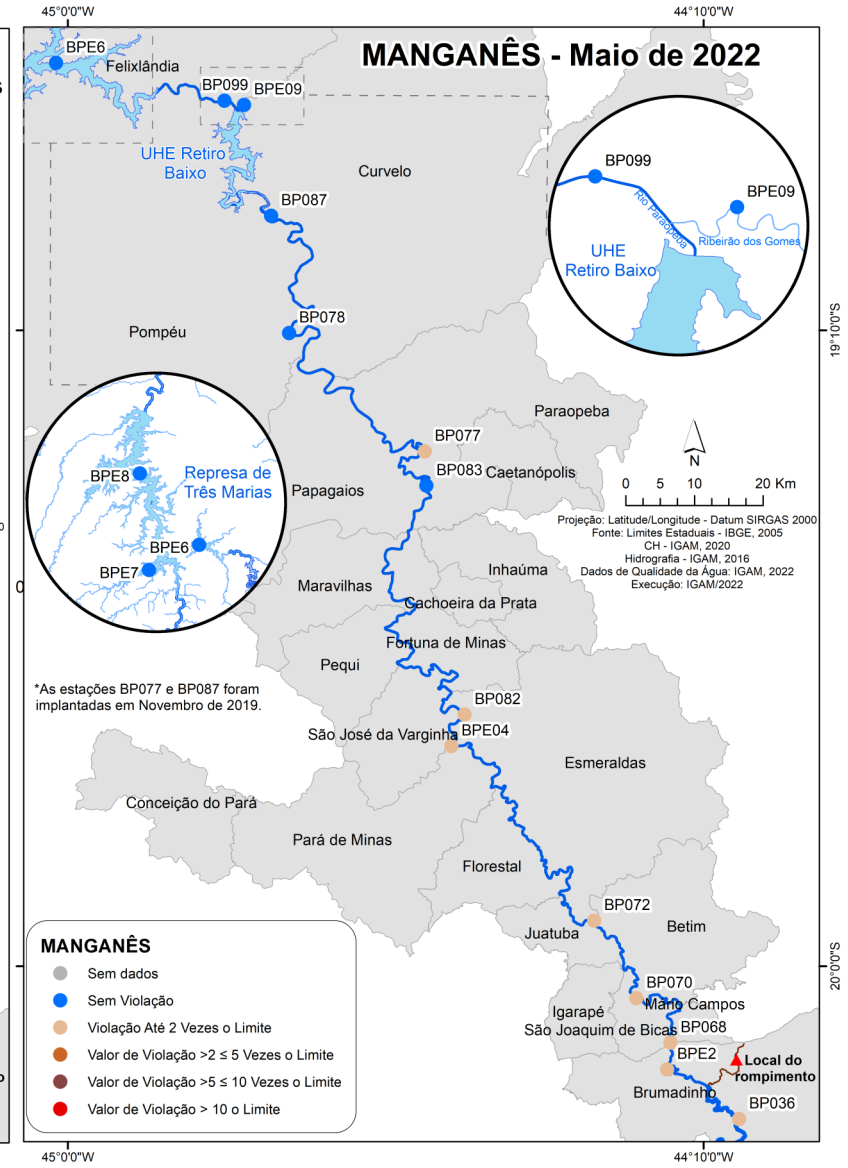 45°0'0"W
44°10'0"W
MANGANÊS - Maio de 2022
BPE6
Felixlândia
BP099
BPE09
UHE Retiro
Baixo
Curvelo
BP087
BP099
BPE09
Rio Paraopeba
Ribeirão dos Gomes
UHE
Retiro Baixo
BP078
Pompéu
19°10'0"S
Paraopeba
BP077
N
BP083
Caetanópolis
0 5 10 20 Km
BPE8
Represa de
Três Marias
Papagaios
BPE6
BPE7
Projeção: Latitude/Longitude - Datum SIRGAS 2000
Fonte: Limites Estaduais - IBGE, 2005
CH - IGAM, 2020
Hidrografia - IGAM, 2016
Dados de Qualidade da Água: IGAM, 2022
Execução: IGAM/2022
Inhaúma
Maravilhas
Cachoeira da Prata
Fortuna de Minas
Pequi
*As estações BP077 e BP087 foram
implantadas em Novembro de 2019.
BP082
BPE04
São José da Varginha
Esmeraldas
Conceição do Pará
Pará de Minas
Florestal
BP072
Juatuba
Betim
20°0'0"S
BP070
Mário Campos
Igarapé
São Joaquim de Bicas
BP068
BPE2
Local do
rompimento
Brumadinho
BP036
MANGANÊS
Sem dados
Sem Violação
Violação Até 2 Vezes o Limite
Valor de Violação >2 ≤ 5 Vezes o Limite
Valor de Violação >5 ≤ 10 Vezes o Limite
Valor de Violação > 10 o Limite
45°0'0"W
44°10'0"W